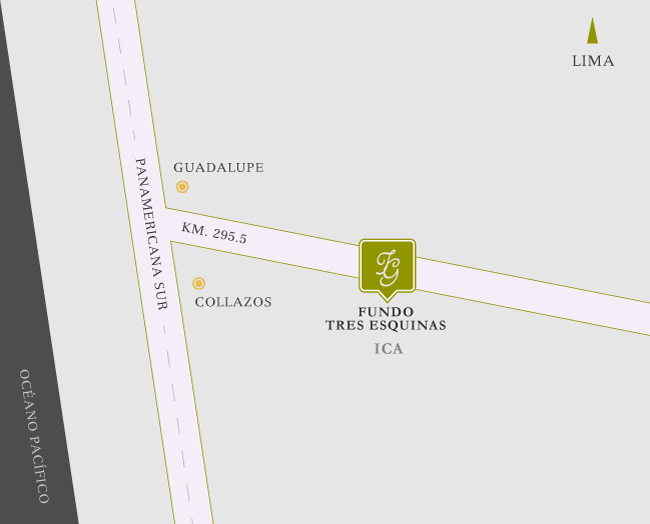 LIMA
GUADALUPE
PANAMERICANA SUR
KM. 295.5
COLLAZOS
FUNDO
TRES ESQUINAS
ICA
OCÉANO PACÍFICO